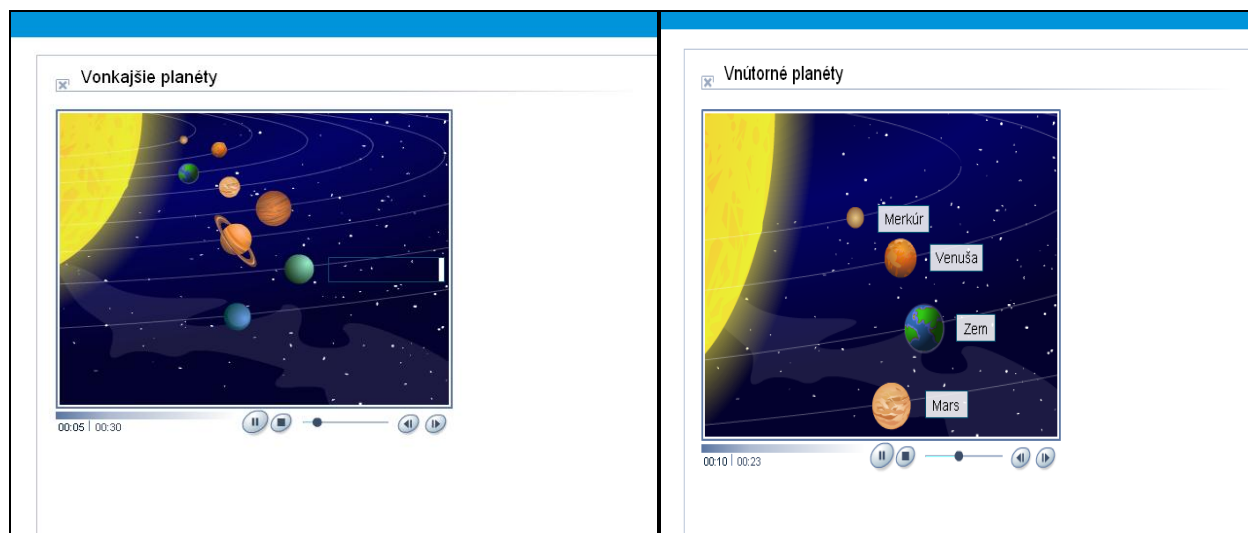 Vonkajšie planéty
00:05 | 00:30
Vnútorné planéty
Merkúr
Venuša
Zem
Mars
00:10 | 00:23